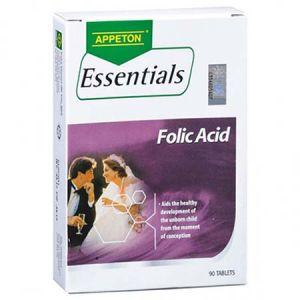 APPETON
Essentials
Folic Acid
• Aids the healthy
development of
the unborn child
from the moment
of conception
90 TABLETS